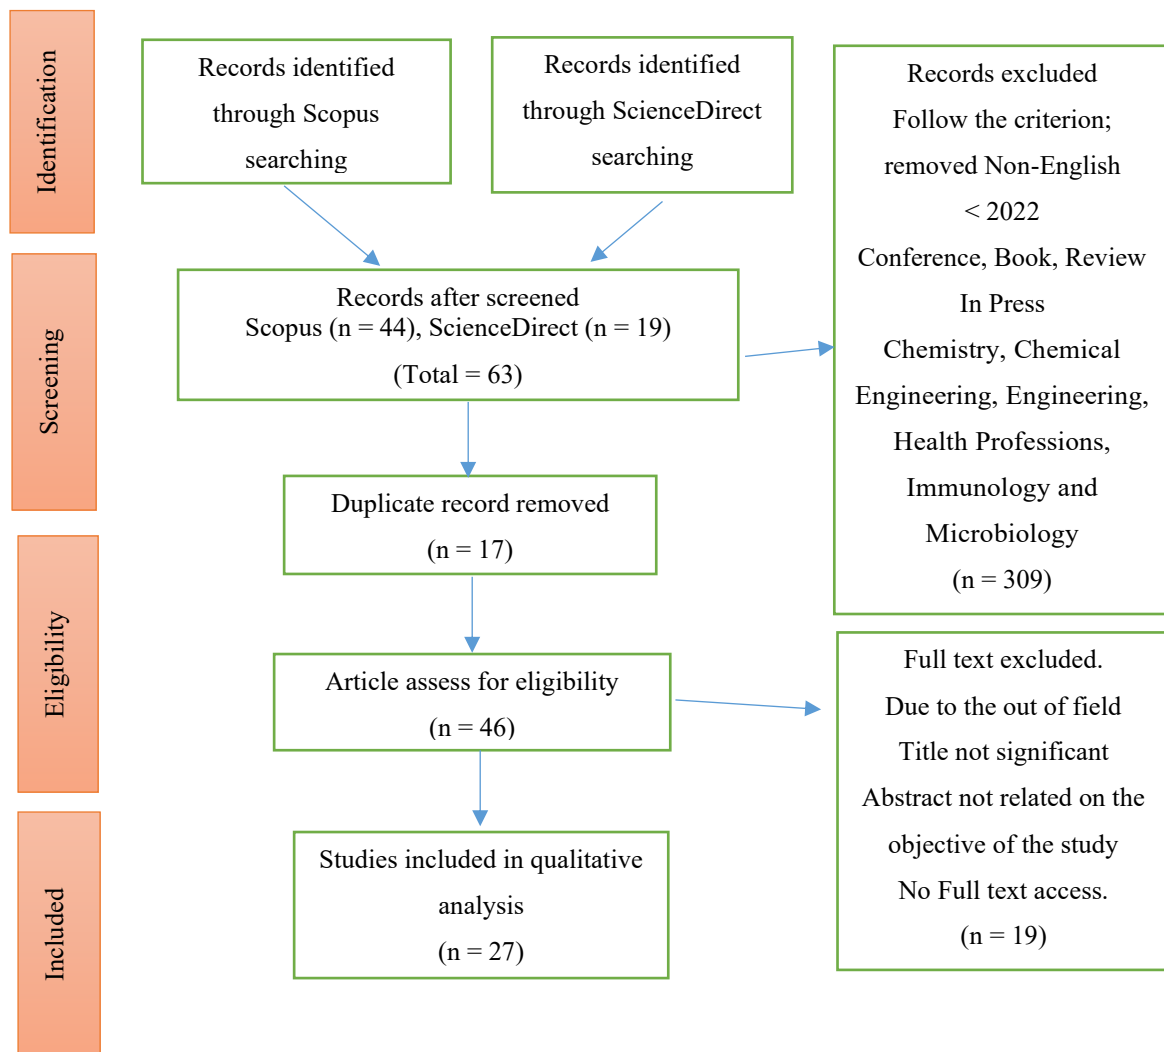 Identification
Records identified
through Scopus
searching
Records identified
through ScienceDirect
searching
Records excluded
Follow the criterion;
removed Non-English
< 2022
Conference, Book, Review
In Press
Chemistry, Chemical
Engineering, Engineering,
Health Professions,
Immunology and
Microbiology
(n = 309)
Screening
Records after screened
Scopus (n = 44), ScienceDirect (n = 19)
(Total = 63)
Duplicate record removed
(n = 17)
Eligibility
Article assess for eligibility
(n = 46)
Full text excluded.
Due to the out of field
Title not significant
Abstract not related on the
objective of the study
No Full text access.
(n = 19)
Included
Studies included in qualitative
analysis
(n = 27)